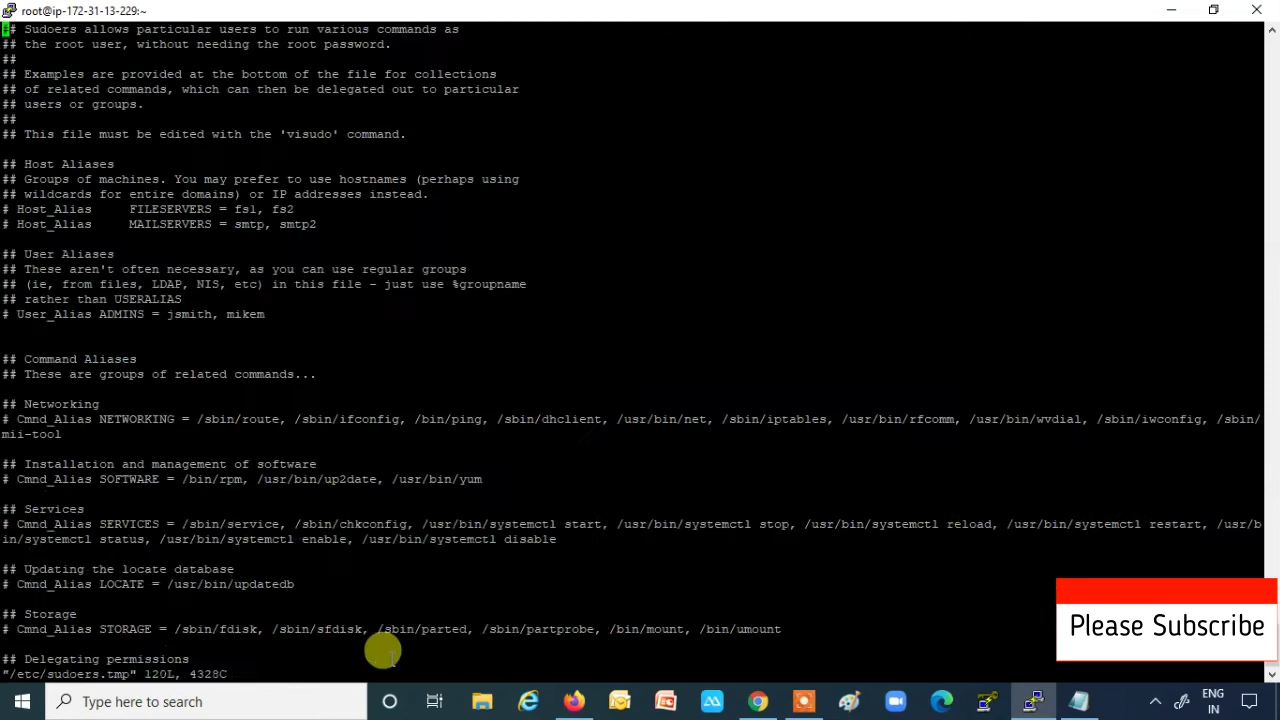 root@ip-172-31-13-229:~
## Sudoers allows particular users to run various commands as
## the root user, without needing the root password.
##
## Examples are provided at the bottom of the file for collections
## of related commands, which can then be delegated out to particular
## users or groups.
##
## This file must be edited with the 'visudo' command.
## Host Aliases
## Groups of machines. You may prefer to use hostnames (perhaps using
## wildcards for entire domains) or IP addresses instead.
# Host_Alias     FILESERVERS = fs1, fs2
# Host_Alias     MAILSERVERS = smtp, smtp2
## User Aliases
## These aren't often necessary, as you can use regular groups
## (ie, from files, LDAP, NIS, etc) in this file - just use %groupname
## rather than USERALIAS
# User_Alias ADMINS = jsmith, mikem
## Command Aliases
## These are groups of related commands...
## Networking
# Cmnd_Alias NETWORKING = /sbin/route, /sbin/ifconfig, /bin/ping, /sbin/dhclient, /usr/bin/net, /sbin/iptables, /usr/bin/rfcomm, /usr/bin/wvdial, /sbin/iwconfig, /sbin/
mii-tool
## Installation and management of software
# Cmnd_Alias SOFTWARE = /bin/rpm, /usr/bin/up2date, /usr/bin/yum
## Services
# Cmnd_Alias SERVICES = /sbin/service, /sbin/chkconfig, /usr/bin/systemctl start, /usr/bin/systemctl stop, /usr/bin/systemctl reload, /usr/bin/systemctl restart, /usr/b
in/systemctl status, /usr/bin/systemctl enable, /usr/bin/systemctl disable
## Updating the locate database
# Cmnd_Alias LOCATE = /usr/bin/updatedb
## Storage
# Cmnd_Alias STORAGE = /sbin/fdisk, /sbin/sfdisk, /sbin/parted, /sbin/partprobe, /bin/mount, /bin/umount
Please Subscribe
## Delegating permissions
"/etc/sudoers.tmp" 120L, 4328C
Type here to search
ENG
IN